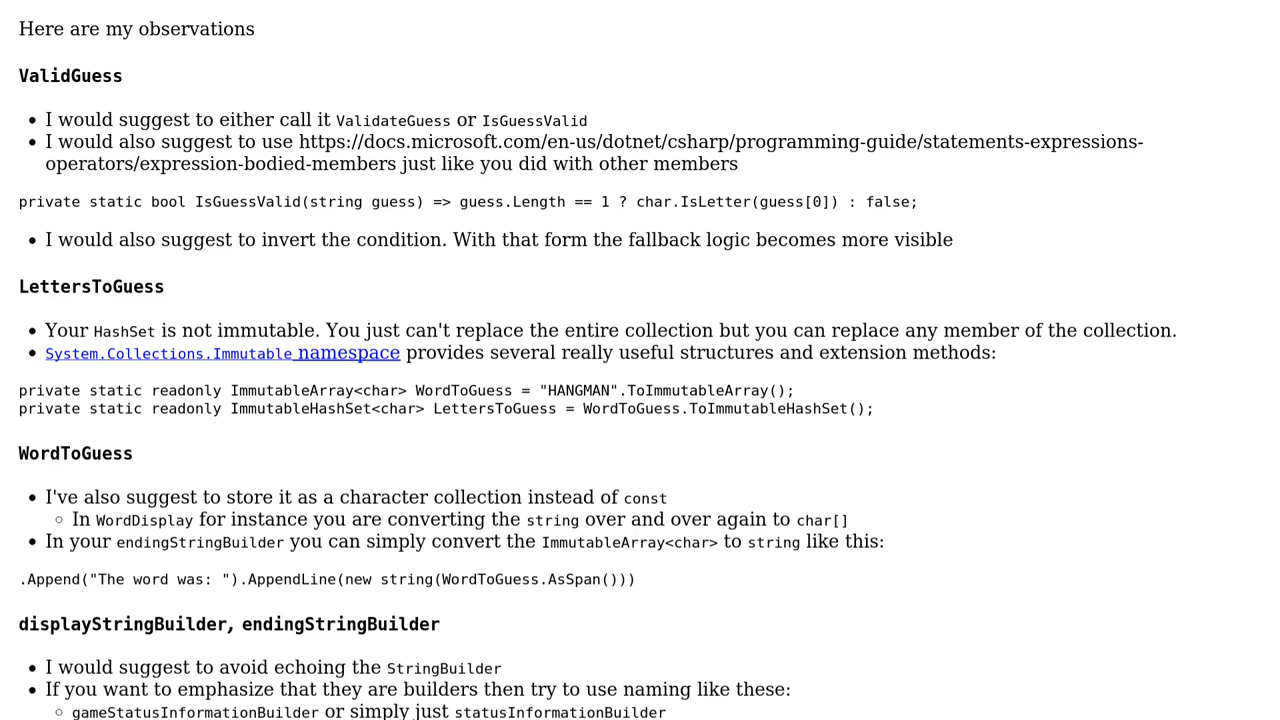 Here are my observations
ValidGuess
• I would suggest to either call it ValidateGuess or IsGuessValid
• I would also suggest to use https://docs.microsoft.com/en-us/dotnet/csharp/programming-guide/statements-expressions-
operators/expression-bodied-members just like you did with other members
private static bool IsGuessValid(string guess) => guess.Length == 1 ? char.IsLetter(guess[0]) : false;
• I would also suggest to invert the condition. With that form the fallback logic becomes more visible
LettersToGuess
• Your HashSet is not immutable. You just can't replace the entire collection but you can replace any member of the collection.
• System.Collections.Immutable namespace provides several really useful structures and extension methods:
private static readonly ImmutableArray<char> WordToGuess = "HANGMAN".ToImmutableArray();
private static readonly ImmutableHashSet<char> LettersToGuess = WordToGuess.ToImmutableHashSet();
WordToGuess
• I've also suggest to store it as a character collection instead of const
◦ In WordDisplay for instance you are converting the string over and over again to char[]
• In your endingStringBuilder you can simply convert the ImmutableArray<char> to string like this:
.Append("The word was: ").AppendLine(new string(WordToGuess.AsSpan()))
displayStringBuilder, endingStringBuilder
• I would suggest to avoid echoing the StringBuilder
• If you want to emphasize that they are builders then try to use naming like these:
◦ gameStatusInformationBuilder or simply just statusInformationBuilder